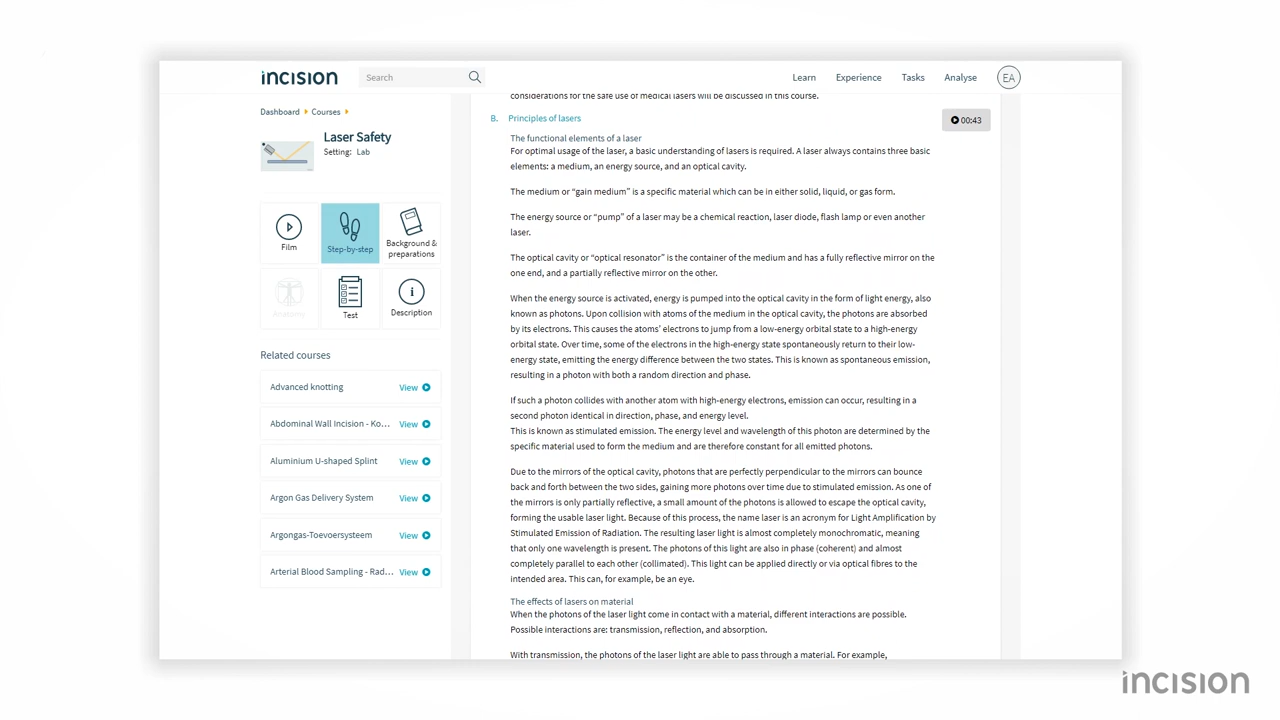 incision
Search
Learn
Experience
Tasks
Analyse
EA
Dashboard
Courses
Laser Safety
Setting: Lab
Film
Step-by-step
Background &
preparations
Anatomy
Test
Description
Related courses
Advanced knotting
View
Abdominal Wall Incision - Ko...
View
Aluminium U-shaped Splint
View
Argon Gas Delivery System
View
Argongas-Toevoersysteem
View
Arterial Blood Sampling - Rad...
View
considerations for the safe use of medical lasers will be discussed in this course.
B. Principles of lasers
00:43
The functional elements of a laser
For optimal usage of the laser, a basic understanding of lasers is required. A laser always contains three basic
elements: a medium, an energy source, and an optical cavity.
The medium or “gain medium” is a specific material which can be in either solid, liquid, or gas form.
The energy source or “pump” of a laser may be a chemical reaction, laser diode, flash lamp or even another
laser.
The optical cavity or “optical resonator” is the container of the medium and has a fully reflective mirror on the
one end, and a partially reflective mirror on the other.
When the energy source is activated, energy is pumped into the optical cavity in the form of light energy, also
known as photons. Upon collision with atoms of the medium in the optical cavity, the photons are absorbed
by its electrons. This causes the atoms’ electrons to jump from a low-energy orbital state to a high-energy
orbital state. Over time, some of the electrons in the high-energy state spontaneously return to their low-
energy state, emitting the energy difference between the two states. This is known as spontaneous emission,
resulting in a photon with both a random direction and phase.
If such a photon collides with another atom with high-energy electrons, emission can occur, resulting in a
second photon identical in direction, phase, and energy level.
This is known as stimulated emission. The energy level and wavelength of this photon are determined by the
specific material used to form the medium and are therefore constant for all emitted photons.
Due to the mirrors of the optical cavity, photons that are perfectly perpendicular to the mirrors can bounce
back and forth between the two sides, gaining more photons over time due to stimulated emission. As one of
the mirrors is only partially reflective, a small amount of the photons is allowed to escape the optical cavity,
forming the usable laser light. Because of this process, the name laser is an acronym for Light Amplification by
Stimulated Emission of Radiation. The resulting laser light is almost completely monochromatic, meaning
that only one wavelength is present. The photons of this light are also in phase (coherent) and almost
completely parallel to each other (collimated). This light can be applied directly or via optical fibres to the
intended area. This can, for example, be an eye.
The effects of lasers on material
When the photons of the laser light come in contact with a material, different interactions are possible.
Possible interactions are: transmission, reflection, and absorption.
With transmission, the photons of the laser light are able to pass through a material. For example,
incision